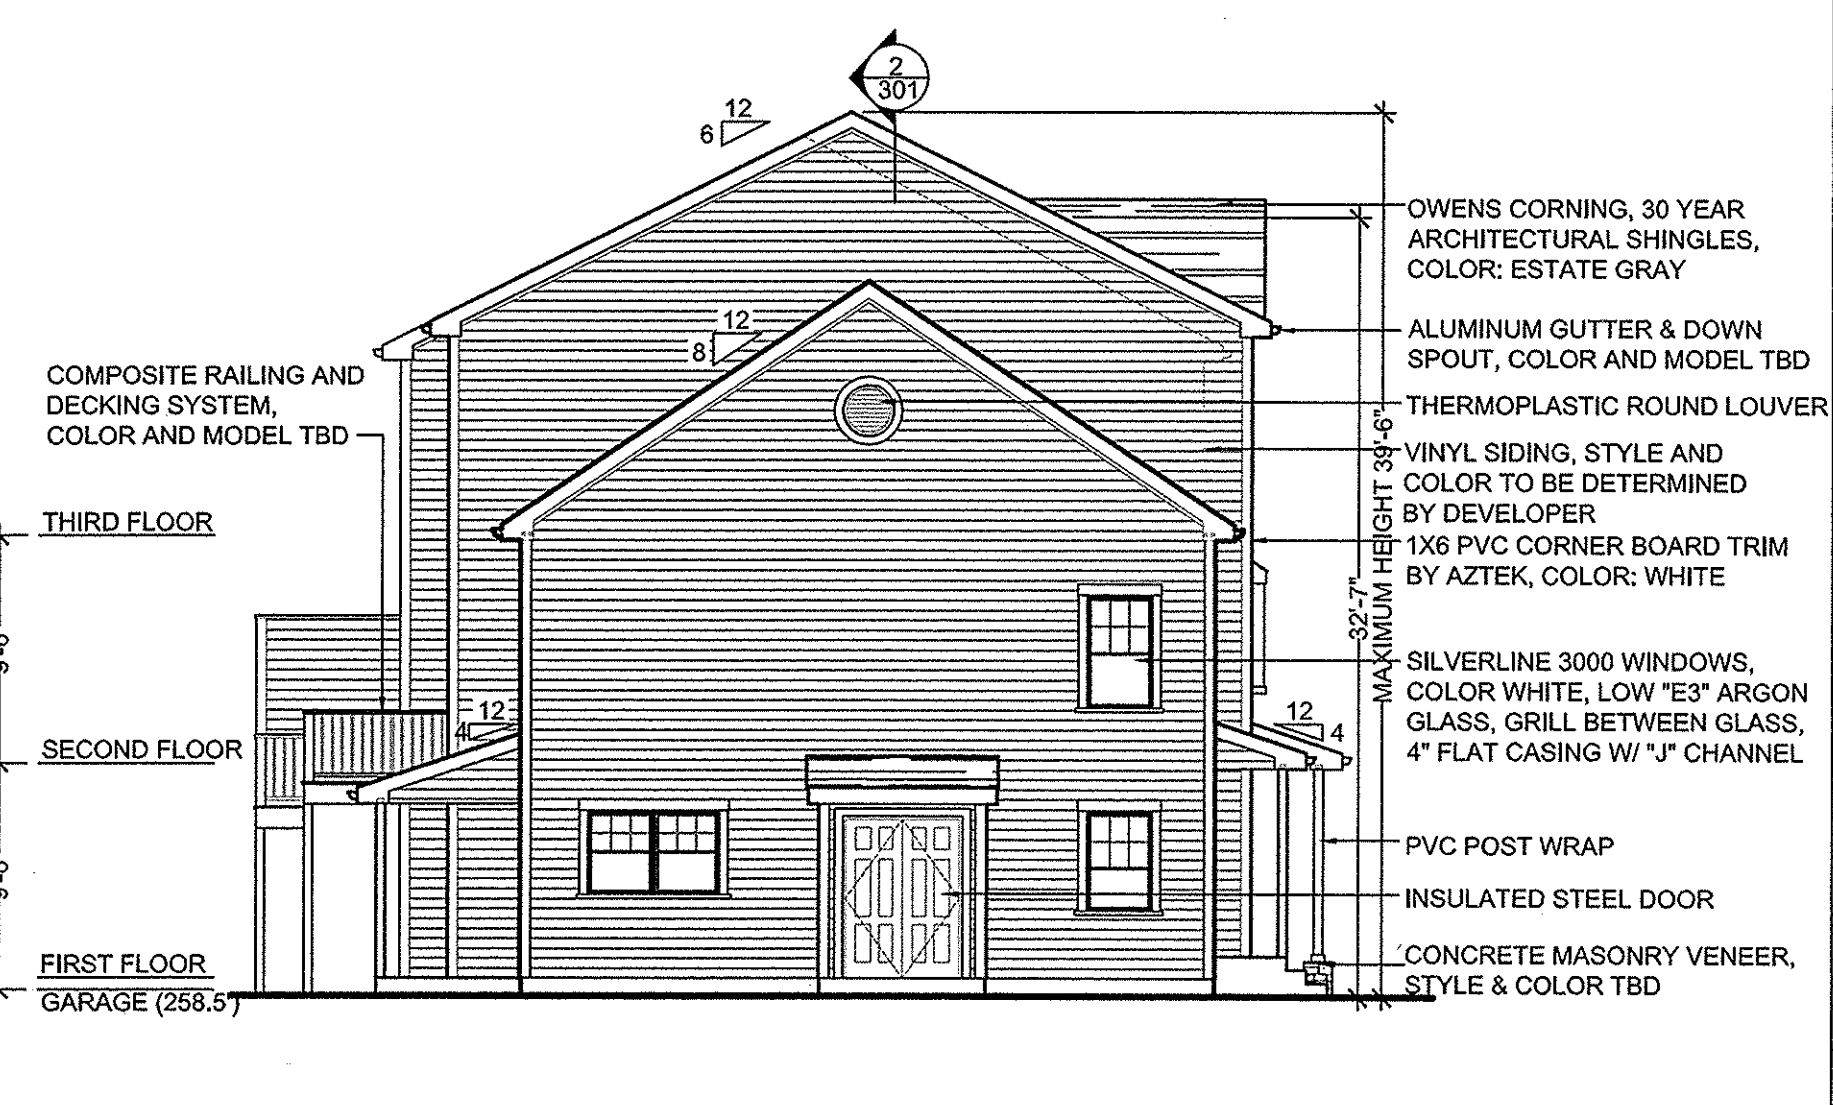 2
301
12
6
OWENS CORNING, 30 YEAR
ARCHITECTURAL SHINGLES,
COLOR: ESTATE GRAY
12
8
ALUMINUM GUTTER & DOWN
SPOUT, COLOR AND MODEL TBD
COMPOSITE RAILING AND
DECKING SYSTEM,
COLOR AND MODEL TBD
THERMOPLASTIC ROUND LOUVER
VINYL SIDING, STYLE AND
COLOR TO BE DETERMINED
BY DEVELOPER
THIRD FLOOR
1X6 PVC CORNER BOARD TRIM
BY AZTEK, COLOR: WHITE
32'-7"
MAXIMUM HEIGHT 39'-6"
SILVERLINE 3000 WINDOWS,
COLOR WHITE, LOW "E3" ARGON
GLASS, GRILL BETWEEN GLASS,
4" FLAT CASING W/ "J" CHANNEL
12
4
12
4
SECOND FLOOR
PVC POST WRAP
INSULATED STEEL DOOR
FIRST FLOOR
GARAGE (258.5')
CONCRETE MASONRY VENEER,
STYLE & COLOR TBD